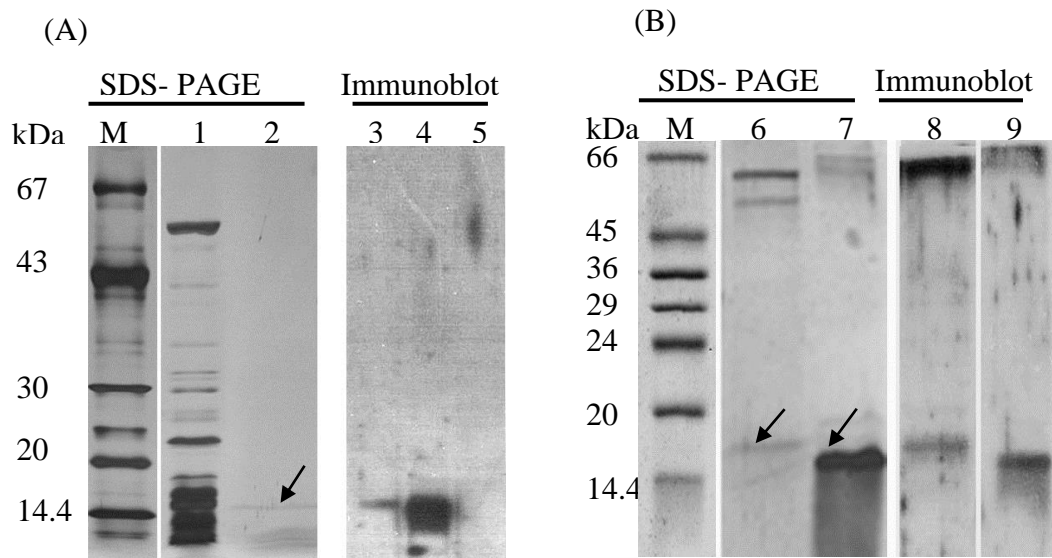 (A)
SDS- PAGE Immunoblot
kDa M 1 2 3 4 5
67
43
30
20
14.4
(B)
SDS- PAGE Immunoblot
kDa M 6 7 8 9
66
45
36
29
24
20
14.4